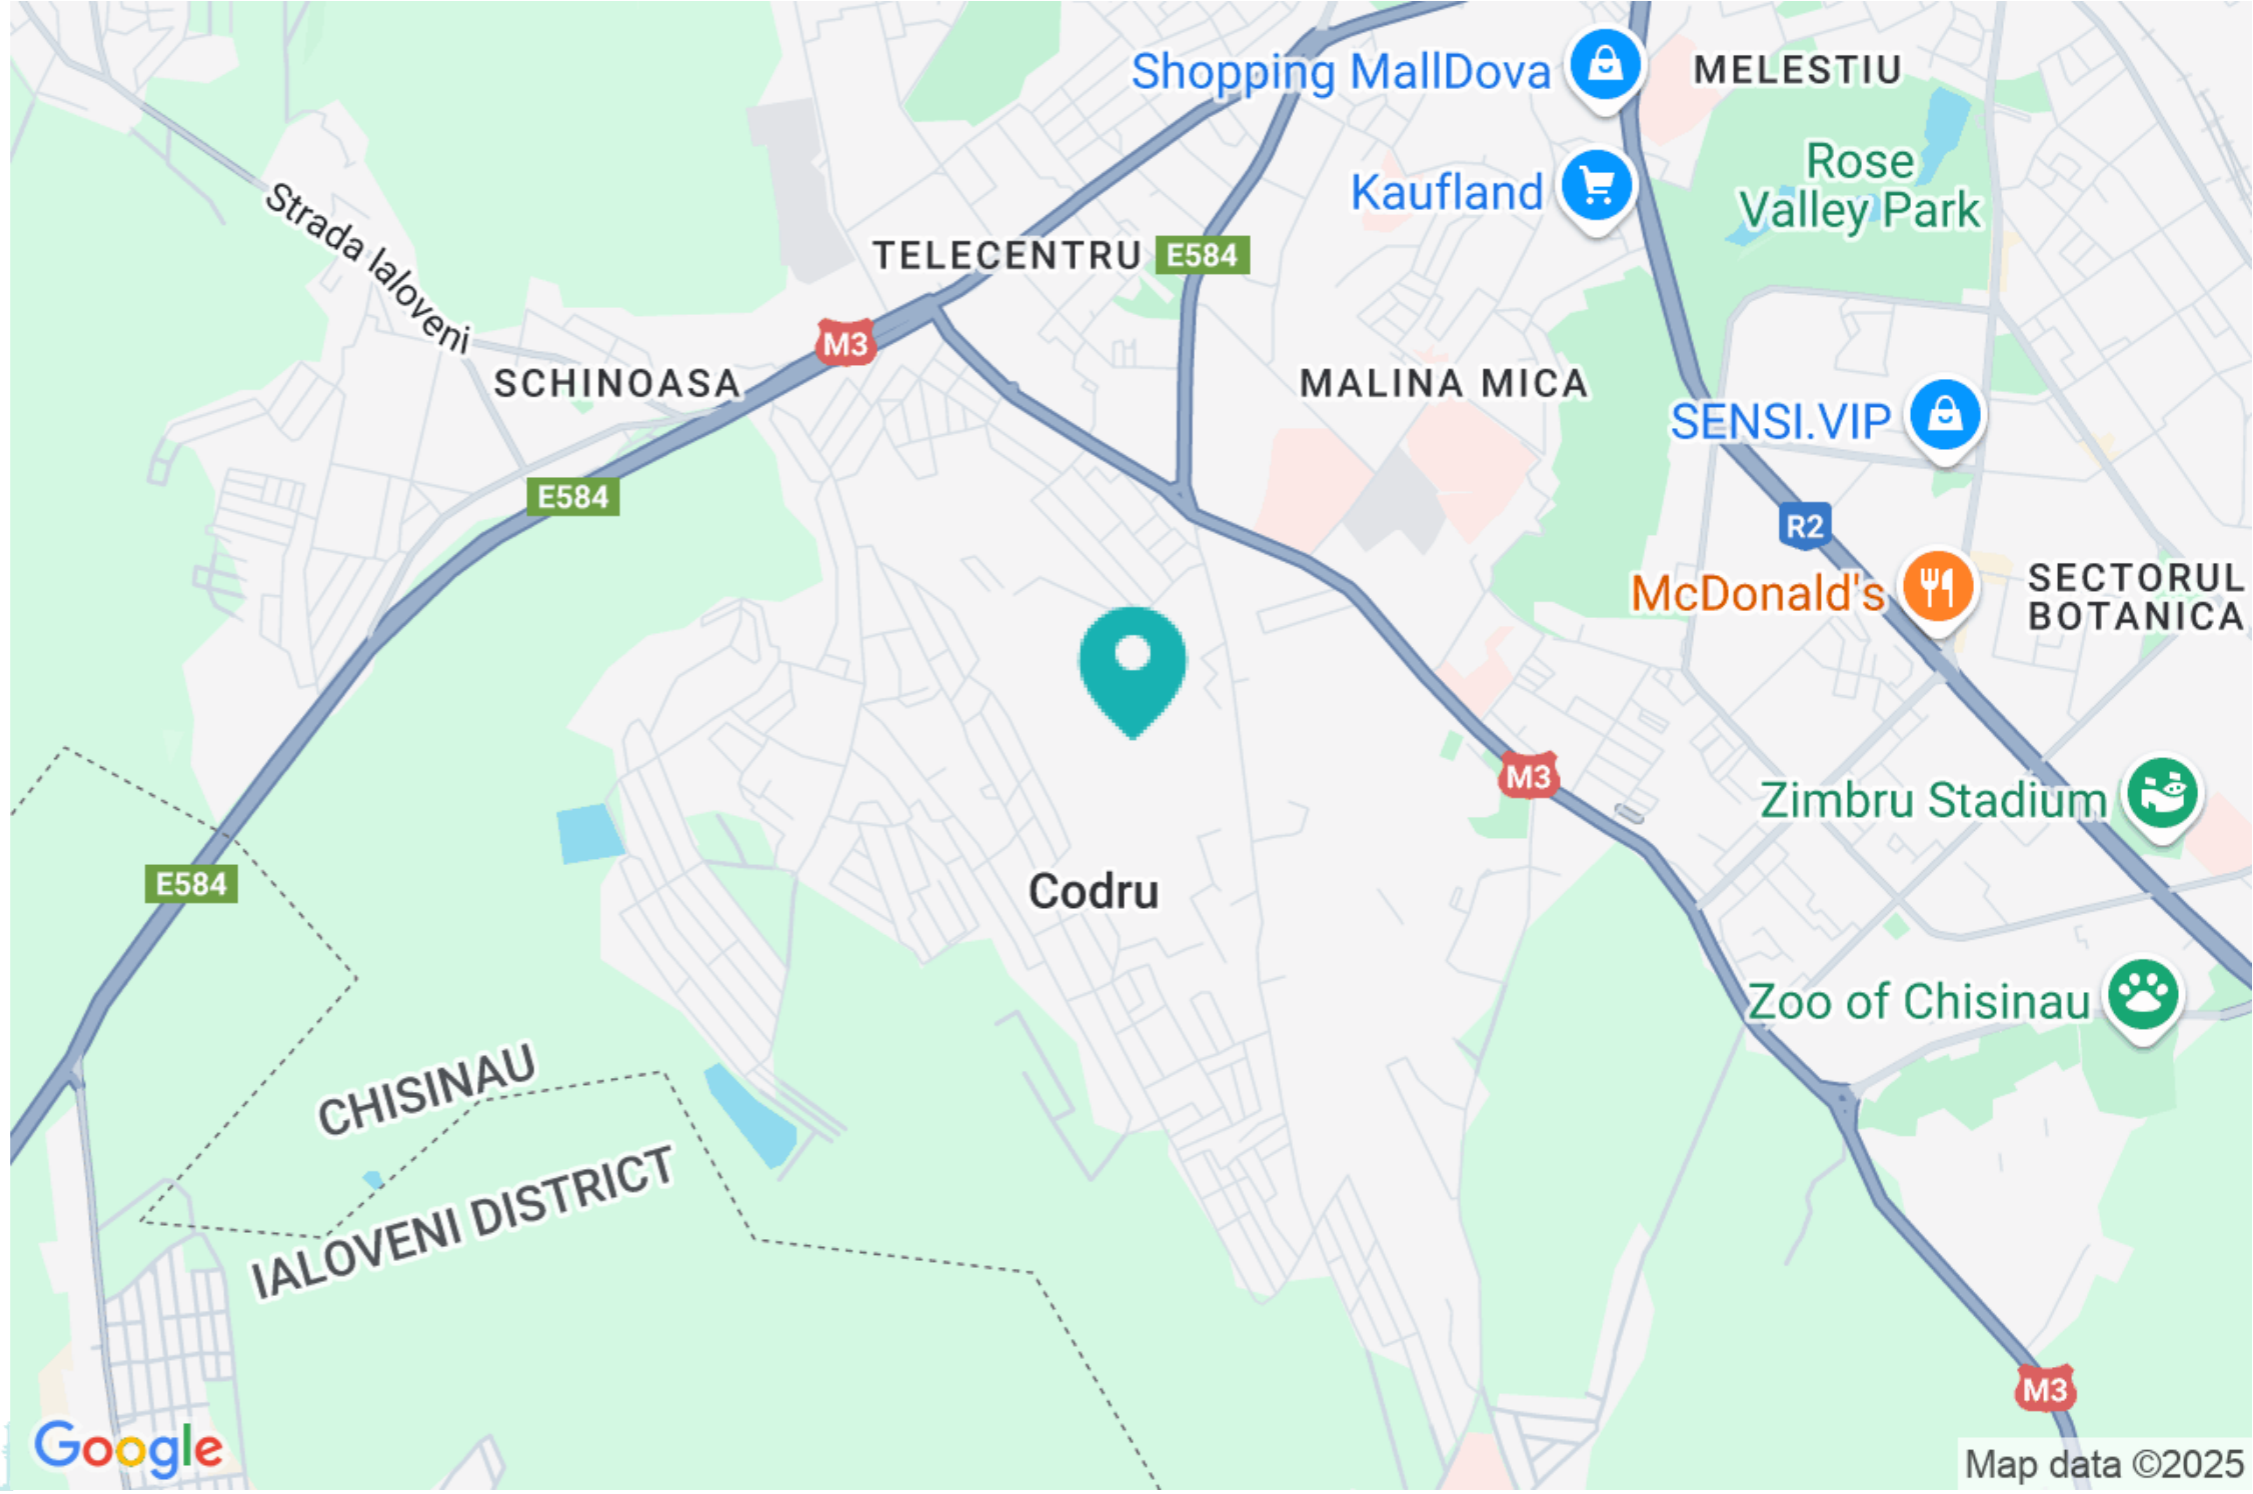 Shopping MallDova
MELESTIU
Rose
Valley Park
Kaufland
Strada Ialoveni
TELECENTRU
E584
M3
SCHINOASA
MALINA MICA
SENSI.VIP
E584
R2
McDonald's
SECTORUL
BOTANICA
M3
Zimbru Stadium
E584
Codru
Zoo of Chisinau
CHISINAU
IALOVENI DISTRICT
M3
Google
Map data ©2025